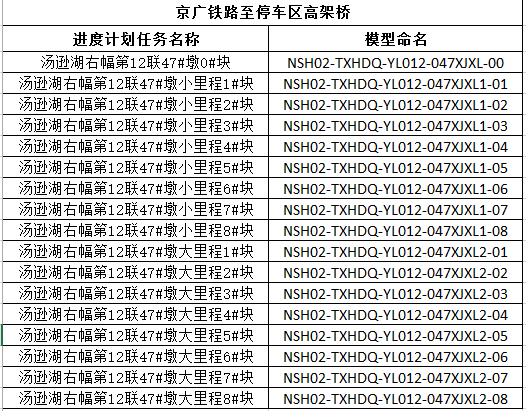 京广铁路至停车区高架桥
进度计划任务名称 模型命名
汤逊湖右幅第12联47#墩0#块 NSH02-TXHDQ-YL012-047XJXL-00
汤逊湖右幅第12联47#墩小里程1#块 NSH02-TXHDQ-YL012-047XJXL1-01
汤逊湖右幅第12联47#墩小里程2#块 NSH02-TXHDQ-YL012-047XJXL1-02
汤逊湖右幅第12联47#墩小里程3#块 NSH02-TXHDQ-YL012-047XJXL1-03
汤逊湖右幅第12联47#墩小里程4#块 NSH02-TXHDQ-YL012-047XJXL1-04
汤逊湖右幅第12联47#墩小里程5#块 NSH02-TXHDQ-YL012-047XJXL1-05
汤逊湖右幅第12联47#墩小里程6#块 NSH02-TXHDQ-YL012-047XJXL1-06
汤逊湖右幅第12联47#墩小里程7#块 NSH02-TXHDQ-YL012-047XJXL1-07
汤逊湖右幅第12联47#墩小里程8#块 NSH02-TXHDQ-YL012-047XJXL1-08
汤逊湖右幅第12联47#墩大里程1#块 NSH02-TXHDQ-YL012-047XJXL2-01
汤逊湖右幅第12联47#墩大里程2#块 NSH02-TXHDQ-YL012-047XJXL2-02
汤逊湖右幅第12联47#墩大里程3#块 NSH02-TXHDQ-YL012-047XJXL2-03
汤逊湖右幅第12联47#墩大里程4#块 NSH02-TXHDQ-YL012-047XJXL2-04
汤逊湖右幅第12联47#墩大里程5#块 NSH02-TXHDQ-YL012-047XJXL2-05
汤逊湖右幅第12联47#墩大里程6#块 NSH02-TXHDQ-YL012-047XJXL2-06
汤逊湖右幅第12联47#墩大里程7#块 NSH02-TXHDQ-YL012-047XJXL2-07
汤逊湖右幅第12联47#墩大里程8#块 NSH02-TXHDQ-YL012-047XJXL2-08